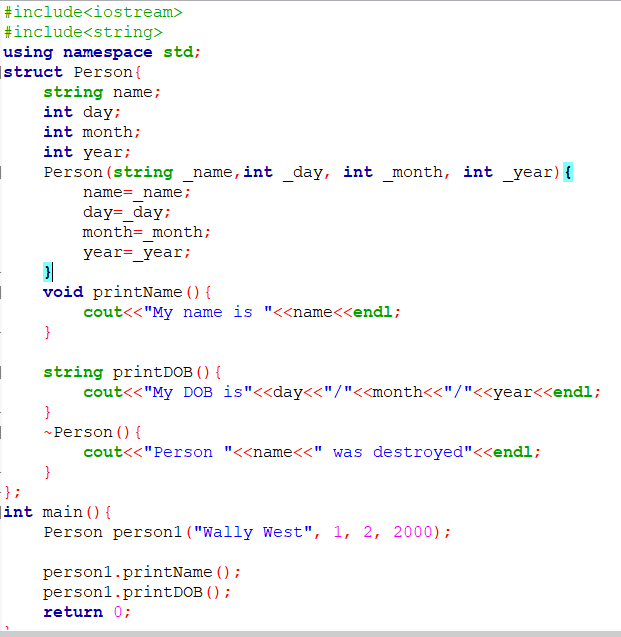 #include<iostream>
#include<string>
using namespace std;
struct Person{
    string name;
    int day;
    int month;
    int year;
    Person(string _name,int _day, int _month, int _year){
        name=_name;
        day=_day;
        month=_month;
        year=_year;
    }
    void printName(){
        cout<<"My name is "<<name<<endl;
    }

    string printDOB(){
        cout<<"My DOB is"<<day<<"/"<<month<<"/"<<year<<endl;
    }
    ~Person(){
        cout<<"Person "<<name<<" was destroyed"<<endl;
    }
};
int main(){
    Person person1("Wally West", 1, 2, 2000);

    person1.printName();
    person1.printDOB();
    return 0;